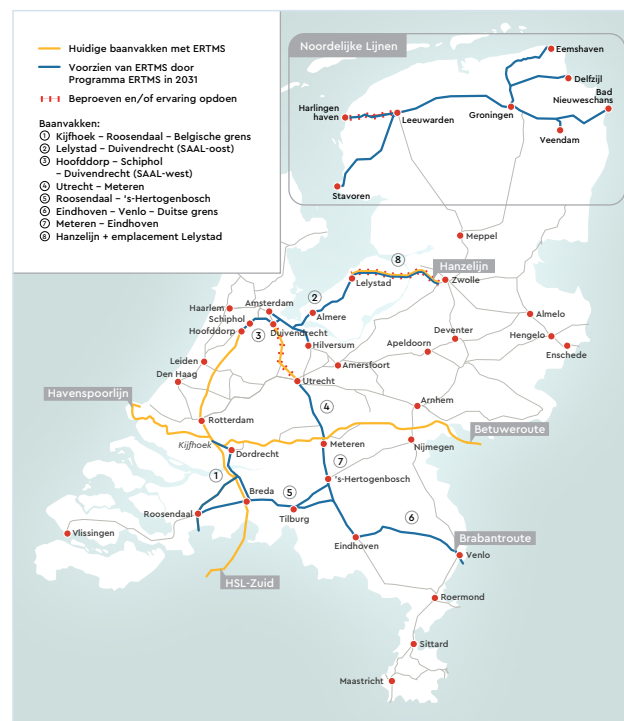 Huidige baanvakken met ERTMS
Voorzien van ERTMS door
Programma ERTMS in 2031
Beproeven en/of ervaring opdoen
Baanvakken:
① Kijfhoek – Roosendaal – Belgische grens
② Lelystad – Duivendrecht (SAAL-oost)
③ Hoofddorp – Schiphol
– Duivendrecht (SAAL-west)
④ Utrecht – Meteren
⑤ Roosendaal – 's-Hertogenbosch
⑥ Eindhoven – Venlo – Duitse grens
⑦ Meteren – Eindhoven
⑧ Hanzelijn + emplacement Lelystad
Noordelijke Lijnen
Eemshaven
Delfzijl
Bad
Nieuweschans
Harlingen
haven
Leeuwarden
Groningen
Veendam
Stavoren
Meppel
⑧
Hanzelijn
Lelystad
Zwolle
②
Haarlem
Amsterdam
Almere
Almelo
Schiphol
Hoofddorp
③
Duivendrecht
Hilversum
Deventer
Hengelo
Apeldoorn
Enschede
Leiden
Amersfoort
Den Haag
Utrecht
Havenspoorlijn
④
Arnhem
Rotterdam
Betuweroute
Kijfhoek
Dordrecht
Meteren
Nijmegen
①
⑦
's-Hertogenbosch
Breda
⑤
Roosendaal
Tilburg
⑥
Vlissingen
Eindhoven
Brabantroute
Venlo
HSL-Zuid
Roermond
Sittard
Maastricht